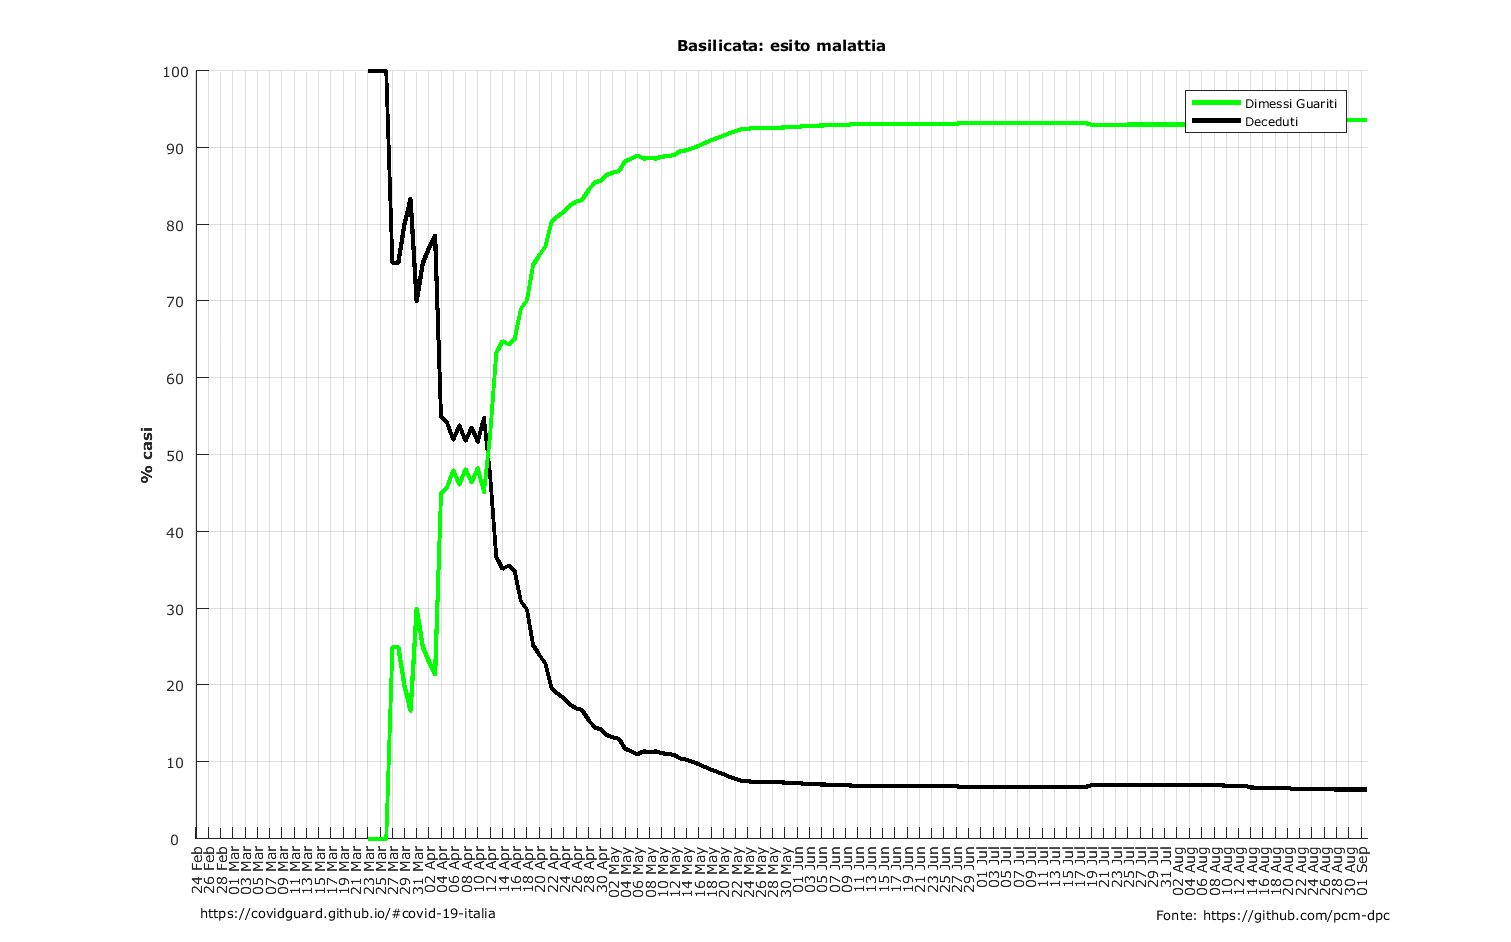 Basilicata: esito malattia
100
90
80
70
60
50
40
30
20
10
0
% casi
Dimessi Guariti
Deceduti
24 Feb
26 Feb
28 Feb
01 Mar
03 Mar
05 Mar
07 Mar
09 Mar
11 Mar
13 Mar
15 Mar
17 Mar
19 Mar
21 Mar
23 Mar
25 Mar
27 Mar
29 Mar
31 Mar
02 Apr
04 Apr
06 Apr
08 Apr
10 Apr
12 Apr
14 Apr
16 Apr
18 Apr
20 Apr
22 Apr
24 Apr
26 Apr
28 Apr
30 Apr
02 May
04 May
06 May
08 May
10 May
12 May
14 May
16 May
18 May
20 May
22 May
24 May
26 May
28 May
30 May
01 Jun
03 Jun
05 Jun
07 Jun
09 Jun
11 Jun
13 Jun
15 Jun
17 Jun
19 Jun
21 Jun
23 Jun
25 Jun
27 Jun
29 Jun
01 Jul
03 Jul
05 Jul
07 Jul
09 Jul
11 Jul
13 Jul
15 Jul
17 Jul
19 Jul
21 Jul
23 Jul
25 Jul
27 Jul
29 Jul
31 Jul
02 Aug
04 Aug
06 Aug
08 Aug
10 Aug
12 Aug
14 Aug
16 Aug
18 Aug
20 Aug
22 Aug
24 Aug
26 Aug
28 Aug
30 Aug
01 Sep
https://covidguard.github.io/#covid-19-italia
Fonte: https://github.com/pcm-dpc